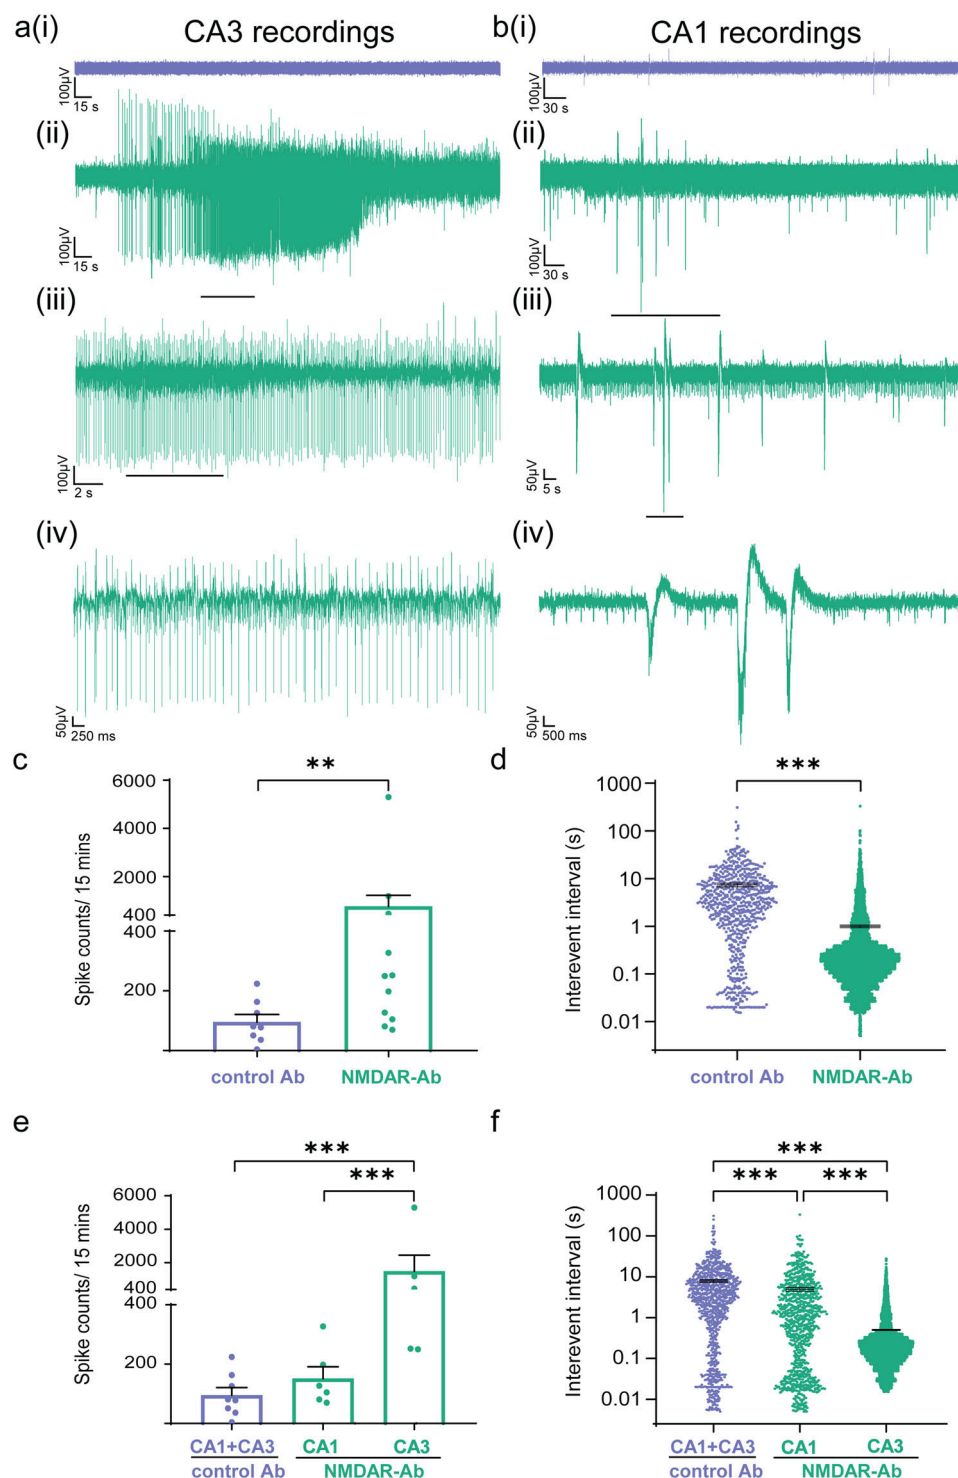 a(i) CA3 recordings b(i) CA1 recordings
100µV
15 s
100µV
30 s
(ii) (ii)
100µV
15 s
100µV
30 s
(iii) (iii)
100µV
2 s
50µV
5 s
(iv) (iv)
50µV
250 ms
50µV
500 ms
c d
**
Spike counts/ 15 mins
6000
4000
2000
400
400
200
control Ab NMDAR-Ab
***
Interevent interval (s)
1000
100
10
1
0.1
0.01
control Ab NMDAR-Ab
e f
***
***
Spike counts/ 15 mins
6000
4000
2000
400
400
200
CA1+CA3 CA1 CA3
control Ab NMDAR-Ab
***
*** ***
Interevent interval (s)
1000
100
10
1
0.1
0.01
CA1+CA3 CA1 CA3
control Ab NMDAR-Ab